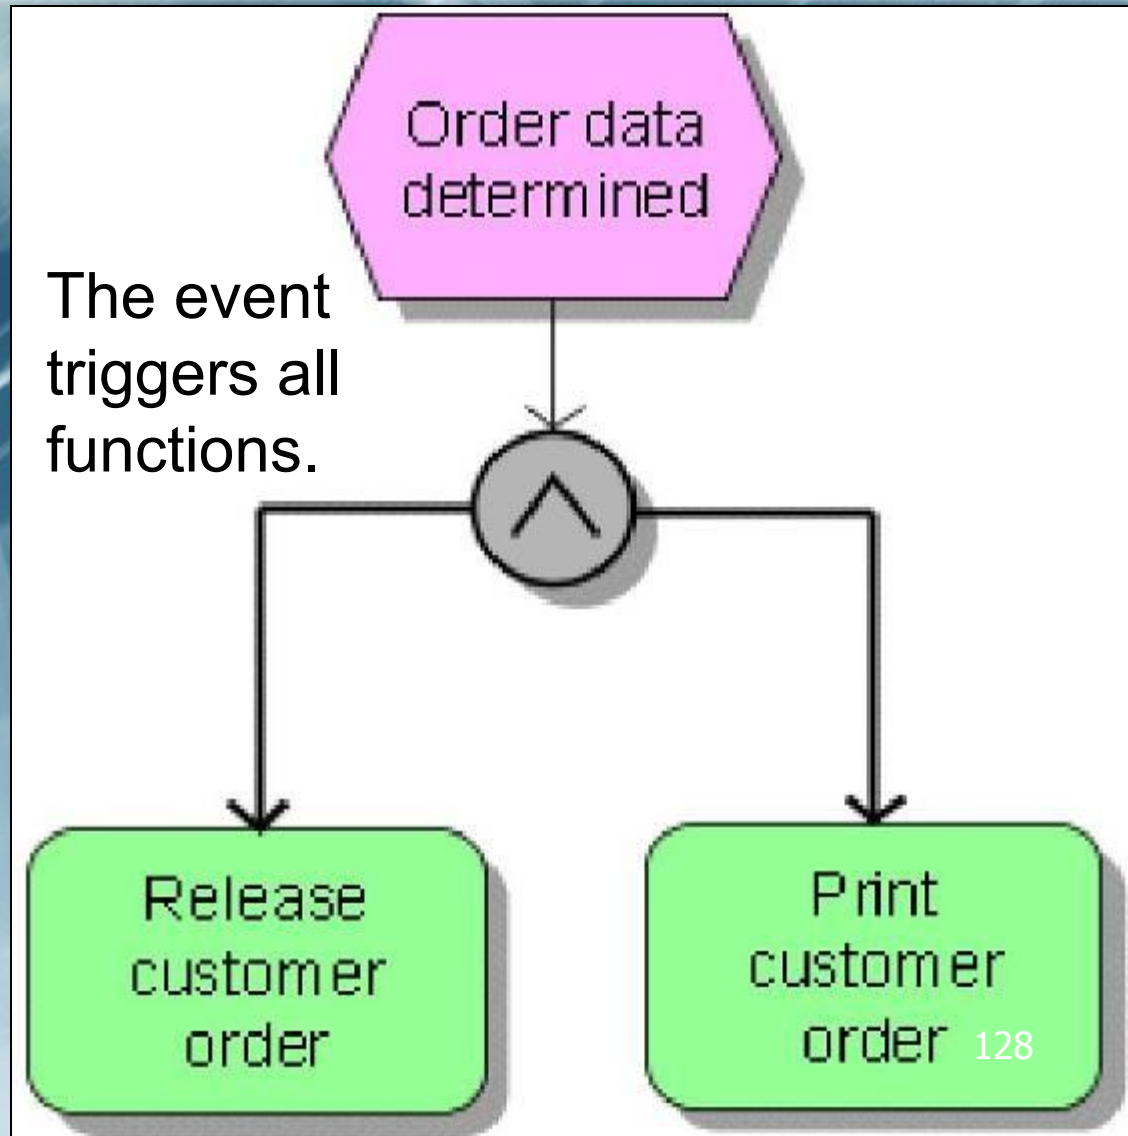 Order data
determined
The event
triggers all
functions.
Release
customer
order
Print
customer
order
128